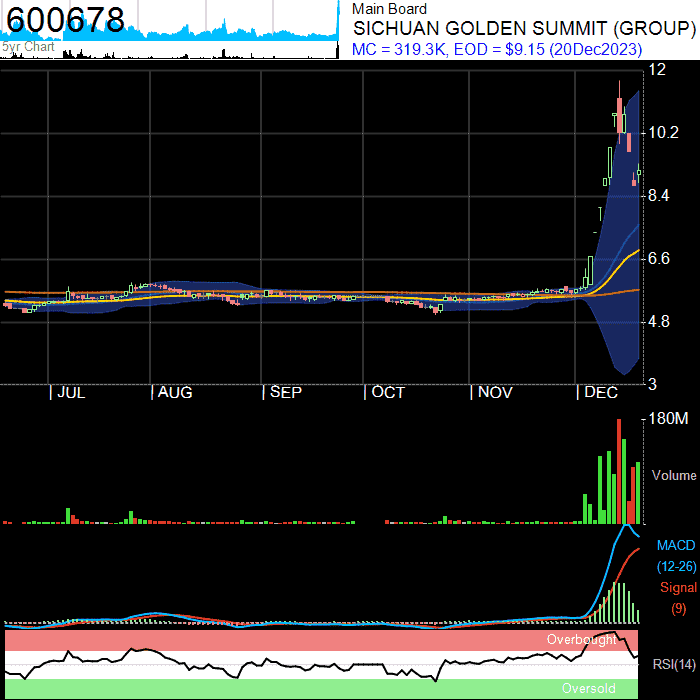 600678
5yr Chart
Main Board
SICHUAN GOLDEN SUMMIT (GROUP)
MC = 319.3K, EOD = $9.15 (20Dec2023)
12
10.2
8.4
6.6
4.8
3
JUL AUG SEP OCT NOV DEC
180M
Volume
MACD
(12-26)
Signal
(9)
Overbought
RSI(14)
Oversold